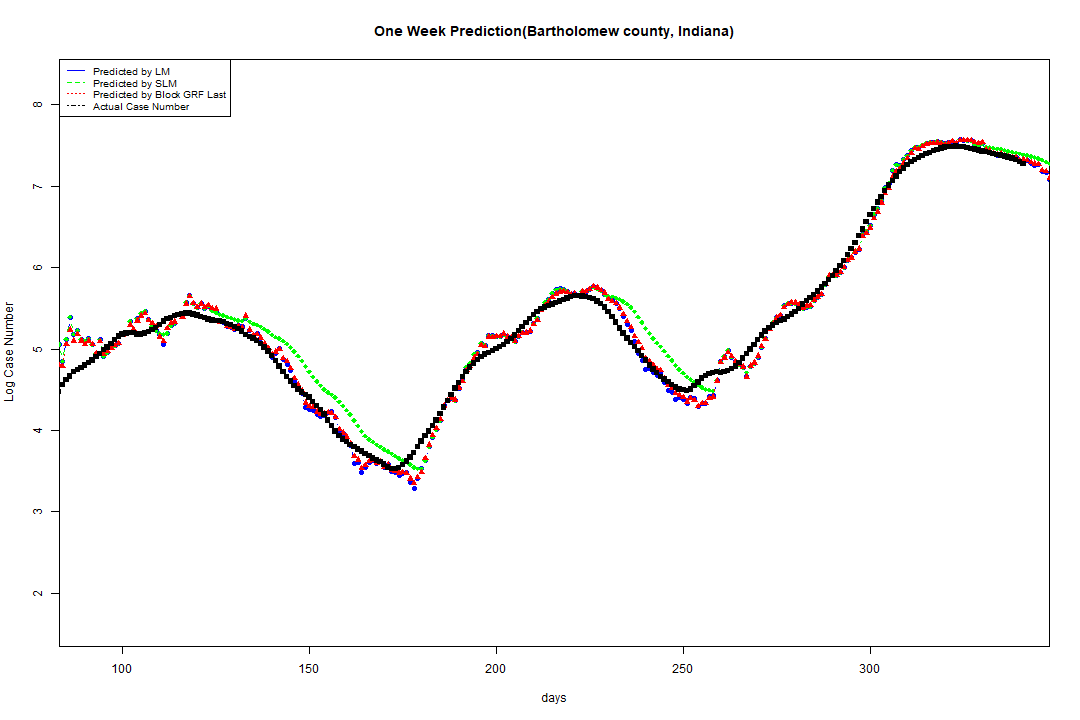 One Week Prediction(Bartholomew county, Indiana)
Predicted by LM
Predicted by SLM
Predicted by Block GRF Last
Actual Case Number
8
7
6
5
4
3
2
Log Case Number
100 150 200 250 300
days